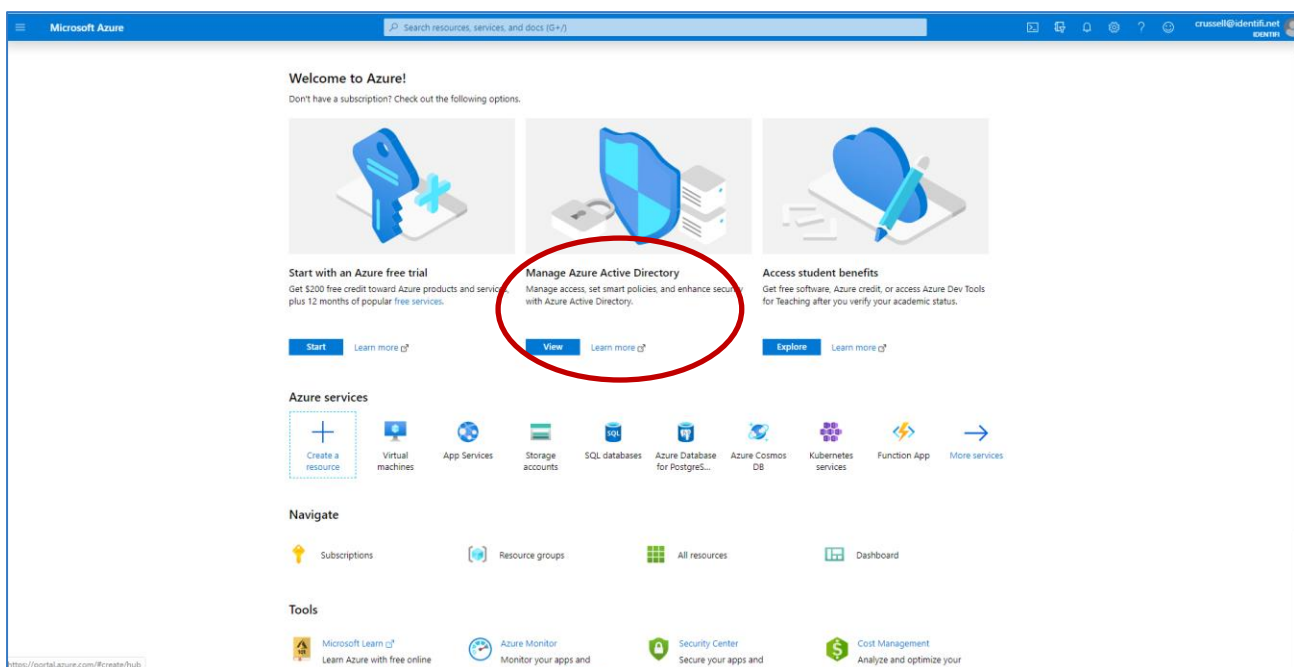 Microsoft Azure
Search resources, services, and docs (G+/)
crussell@identifi.net
IDENTIFI
Welcome to Azure!
Don't have a subscription? Check out the following options.
Start with an Azure free trial
Get $200 free credit toward Azure products and services,
plus 12 months of popular free services.
Start Learn more
Manage Azure Active Directory
Manage access, set smart policies, and enhance security
with Azure Active Directory.
View Learn more
Access student benefits
Get free software, Azure credit, or access Azure Dev Tools
for Teaching after you verify your academic status.
Explore Learn more
Azure services
Create a
resource
Virtual
machines
App Services
Storage
accounts
SQL
SQL databases
Azure Database
for PostgreS...
Azure Cosmos
DB
Kubernetes
services
Function App
More services
Navigate
Subscriptions
Resource groups
All resources
Dashboard
Tools
Microsoft Learn
Learn Azure with free online
Azure Monitor
Monitor your apps and
Security Center
Secure your apps and
Cost Management
Analyze and optimize your
https://portal.azure.com/#create/hub